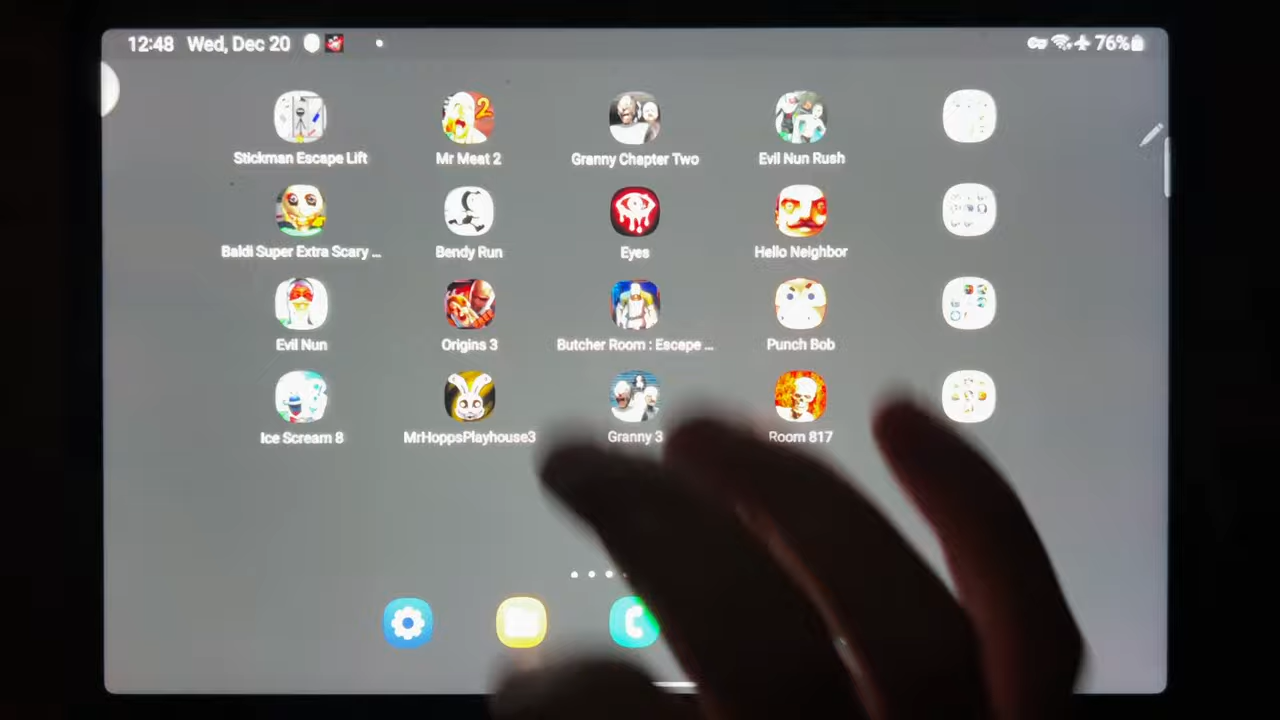 12:48 Wed, Dec 20 76%
Stickman Escape Lift Mr Meat 2 Granny Chapter Two Evil Nun Rush
Baldi Super Extra Scary ... Bendy Run Eyes Hello Neighbor
Evil Nun Origins 3 Butcher Room : Escape ... Punch Bob
Ice Scream 8 MrHoppsPlayhouse3 Granny 3 Room 817